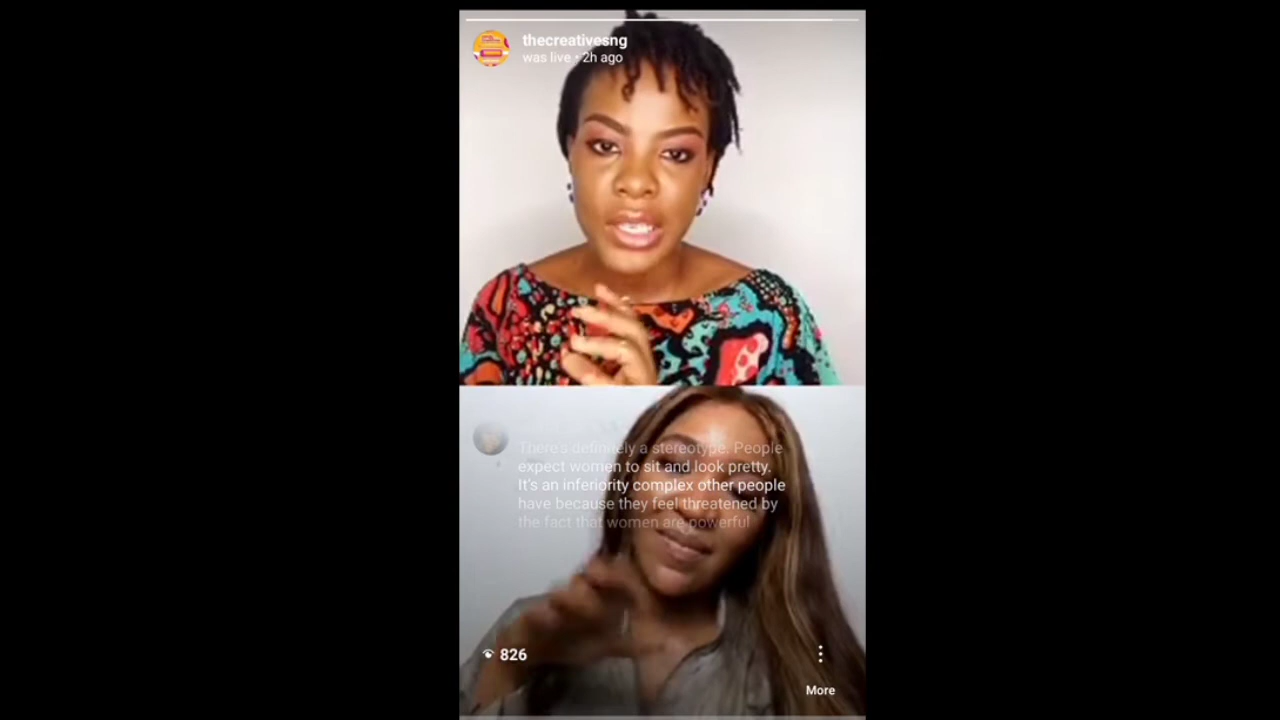 thecreativesng
was live • 2h ago
There's definitely a stereotype. People
expect women to sit and look pretty.
It's an inferiority complex other people
have because they feel threatened by
the fact that women are powerful
826
More